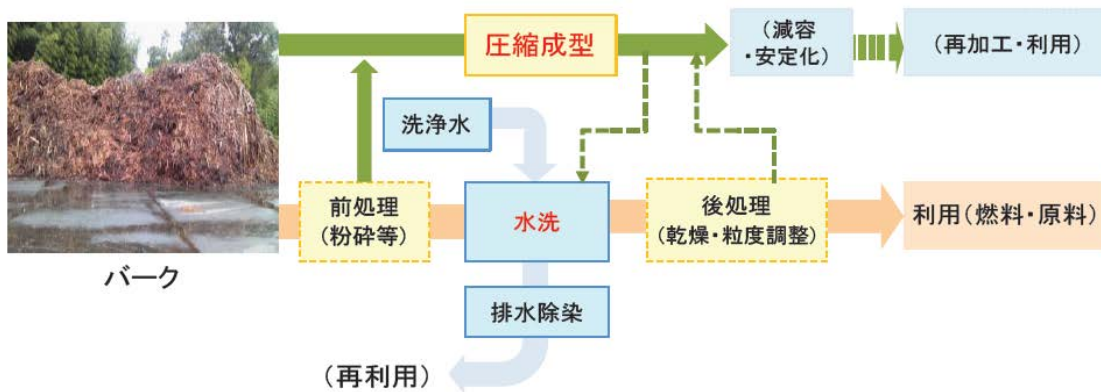 圧縮成型
(減容
・安定化)
(再加工・利用)
洗浄水
前処理
(粉砕等)
水洗
後処理
(乾燥・粒度調整)
利用(燃料・原料)
バーク
排水除染
(再利用)